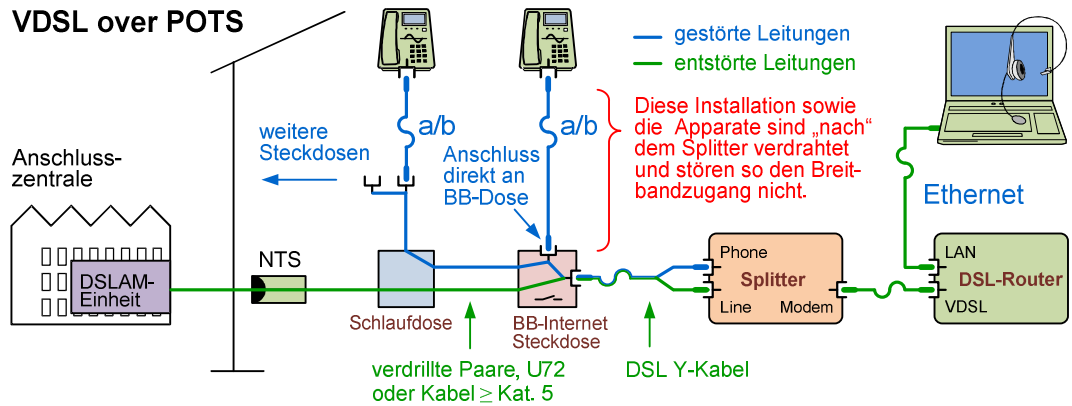 VDSL over POTS
gestörte Leitungen
entstörte Leitungen
a/b
a/b
Diese Installation sowie
die Apparate sind „nach“
dem Splitter verdrahtet
und stören so den Breit-
bandzugang nicht.
weitere
Steckdosen
Anschluss
direkt an
BB-Dose
Anschluss-
zentrale
Ethernet
DSLAM-
Einheit
NTS
Schlaufdose
BB-Internet
Steckdose
Phone
Splitter
Line Modem
LAN
DSL-Router
VDSL
verdrillte Paare, U72
oder Kabel ≥ Kat. 5
DSL Y-Kabel